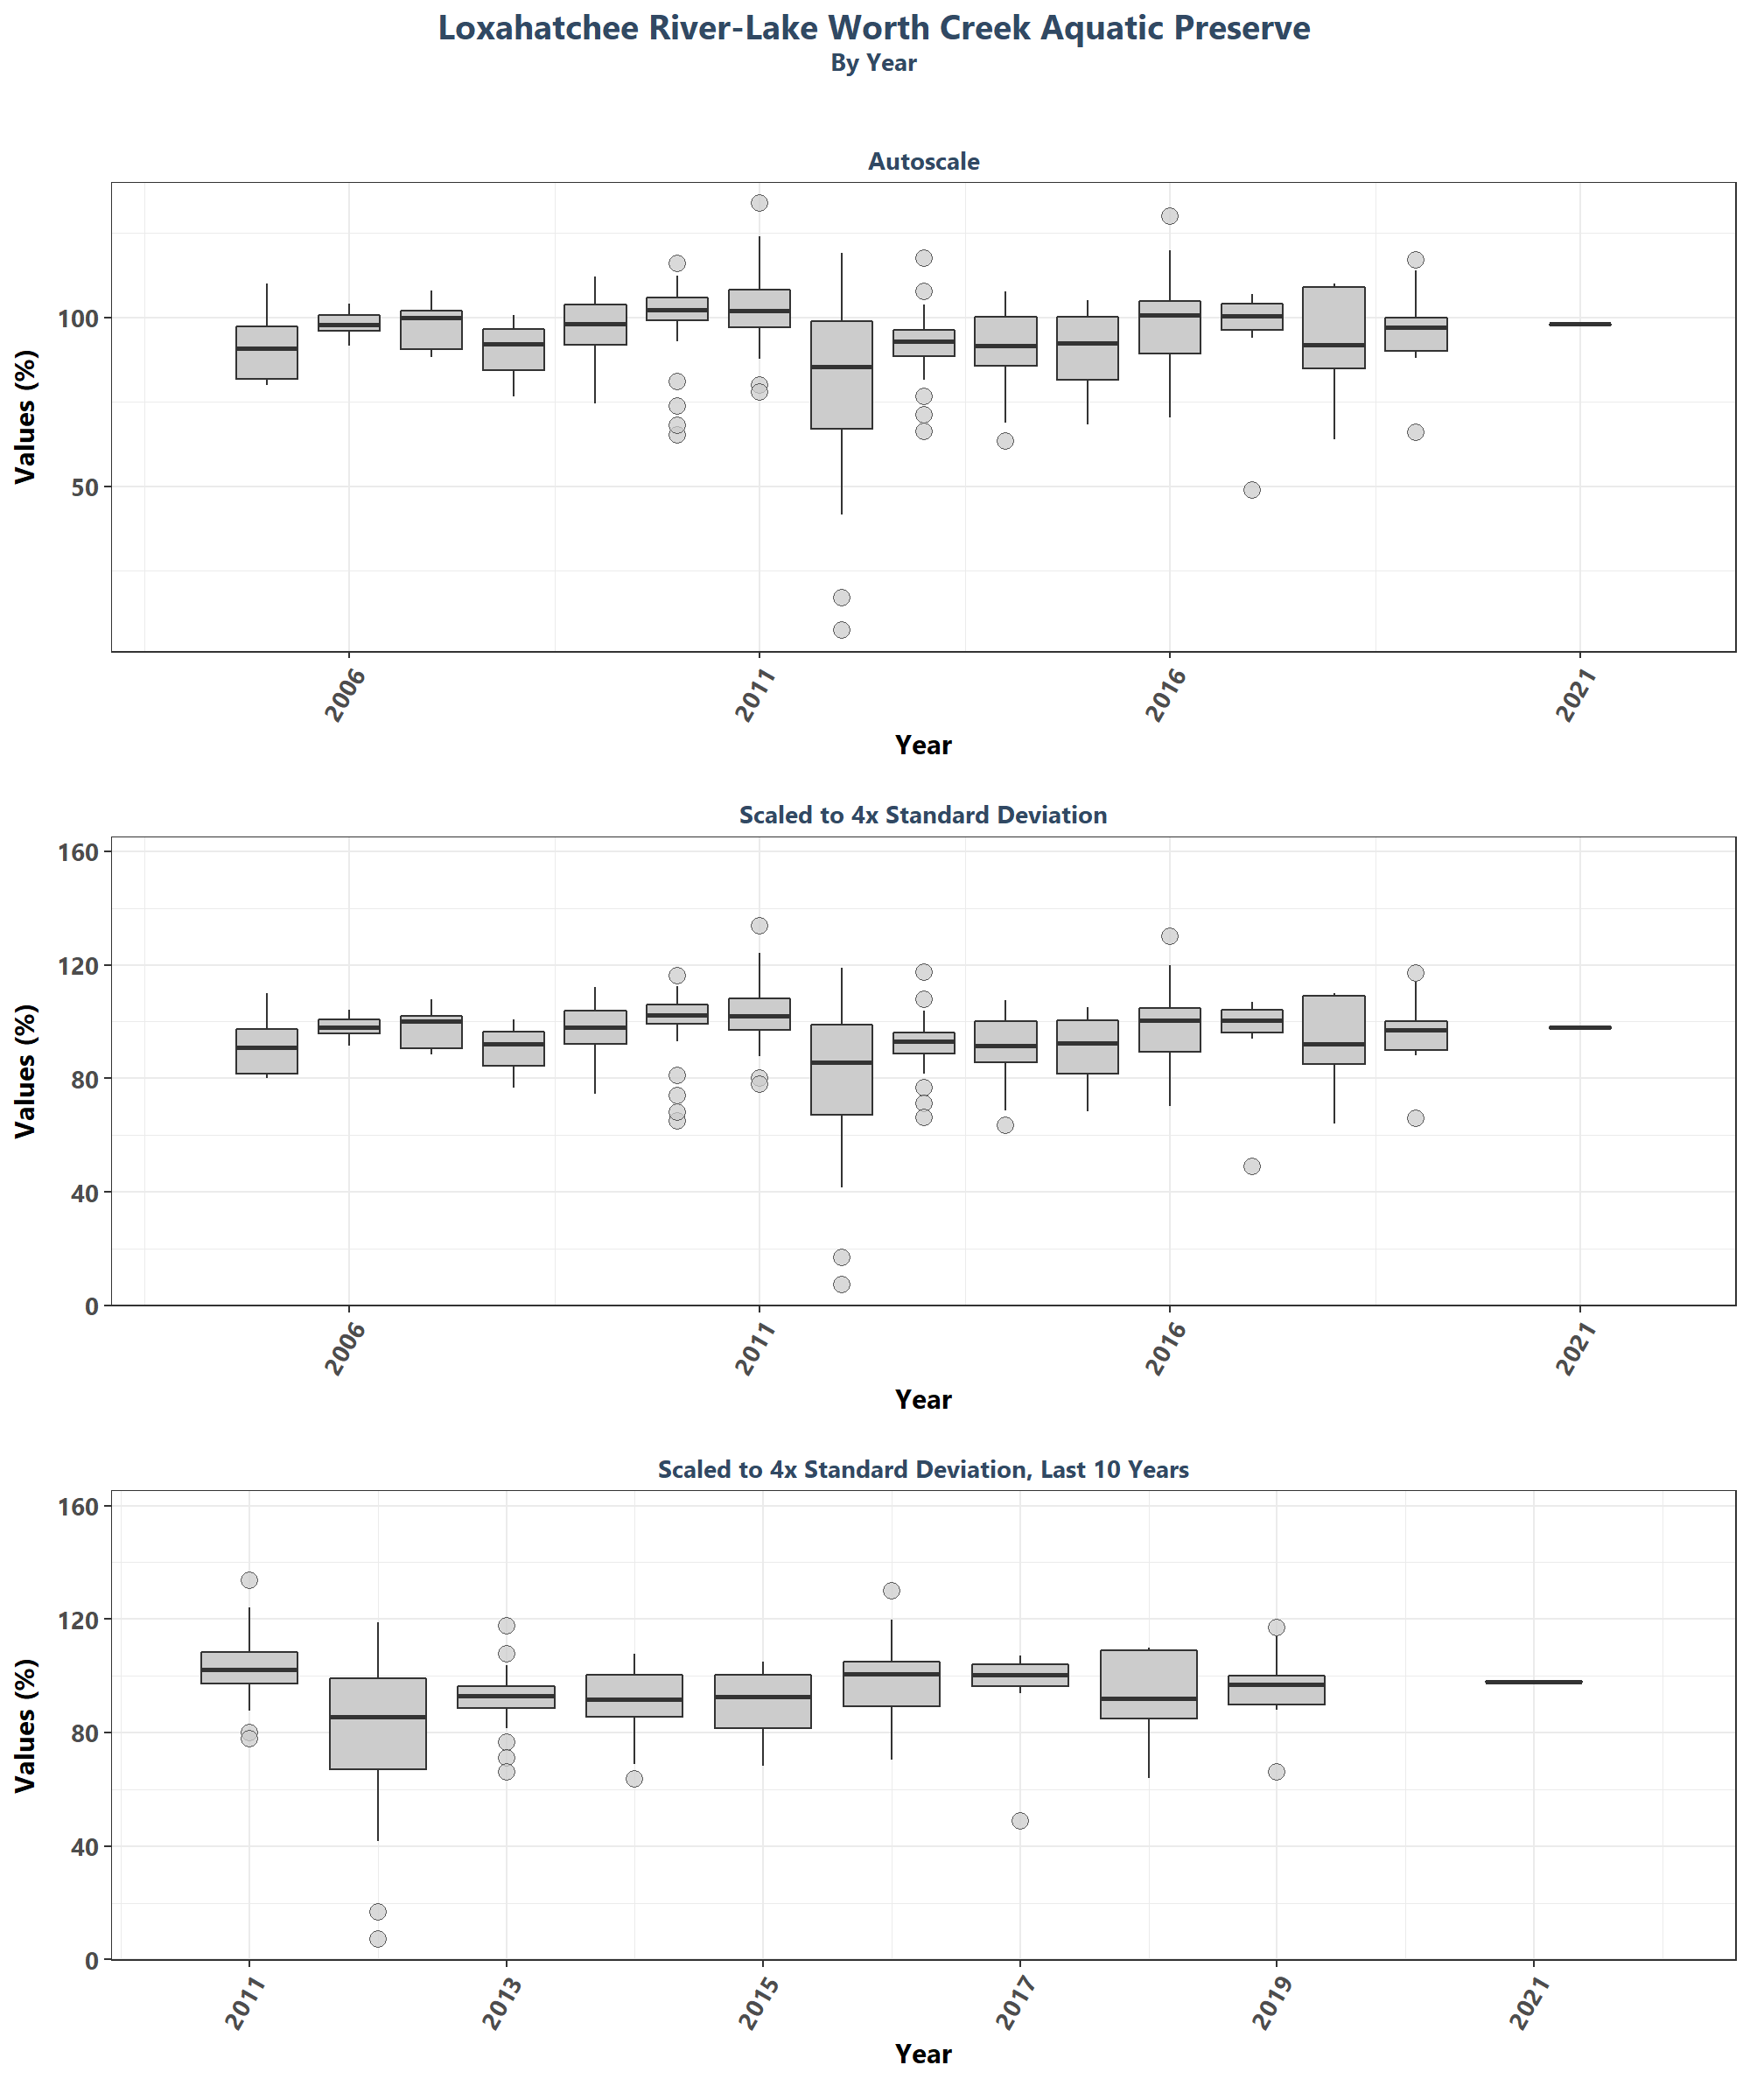 Loxahatchee River-Lake Worth Creek Aquatic Preserve
By Year
Autoscale
Values (%)
100
50
2006
2011
2016
2021
Year
Scaled to 4x Standard Deviation
Values (%)
160
120
80
40
0
2006
2011
2016
2021
Year
Scaled to 4x Standard Deviation, Last 10 Years
Values (%)
160
120
80
40
0
2011
2013
2015
2017
2019
2021
Year